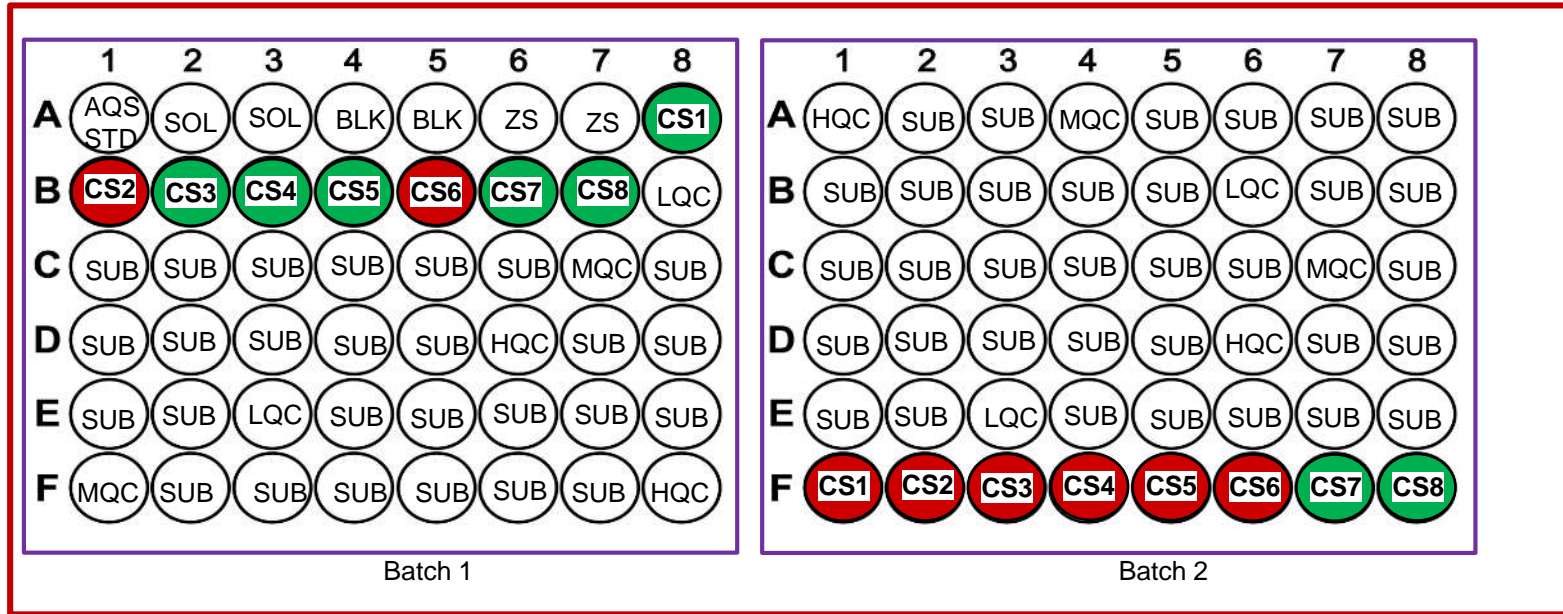 1 2 3 4 5 6 7 8
A AQS STD SOL SOL BLK BLK ZS ZS CS1
B CS2 CS3 CS4 CS5 CS6 CS7 CS8 LQC
C SUB SUB SUB SUB SUB SUB MQC SUB
D SUB SUB SUB SUB SUB HQC SUB SUB
E SUB SUB LQC SUB SUB SUB SUB SUB
F MQC SUB SUB SUB SUB SUB SUB HQC
Batch 1
1 2 3 4 5 6 7 8
A HQC SUB SUB MQC SUB SUB SUB SUB
B SUB SUB SUB SUB SUB LQC SUB SUB
C SUB SUB SUB SUB SUB SUB MQC SUB
D SUB SUB SUB SUB SUB HQC SUB SUB
E SUB SUB LQC SUB SUB SUB SUB SUB
F CS1 CS2 CS3 CS4 CS5 CS6 CS7 CS8
Batch 2